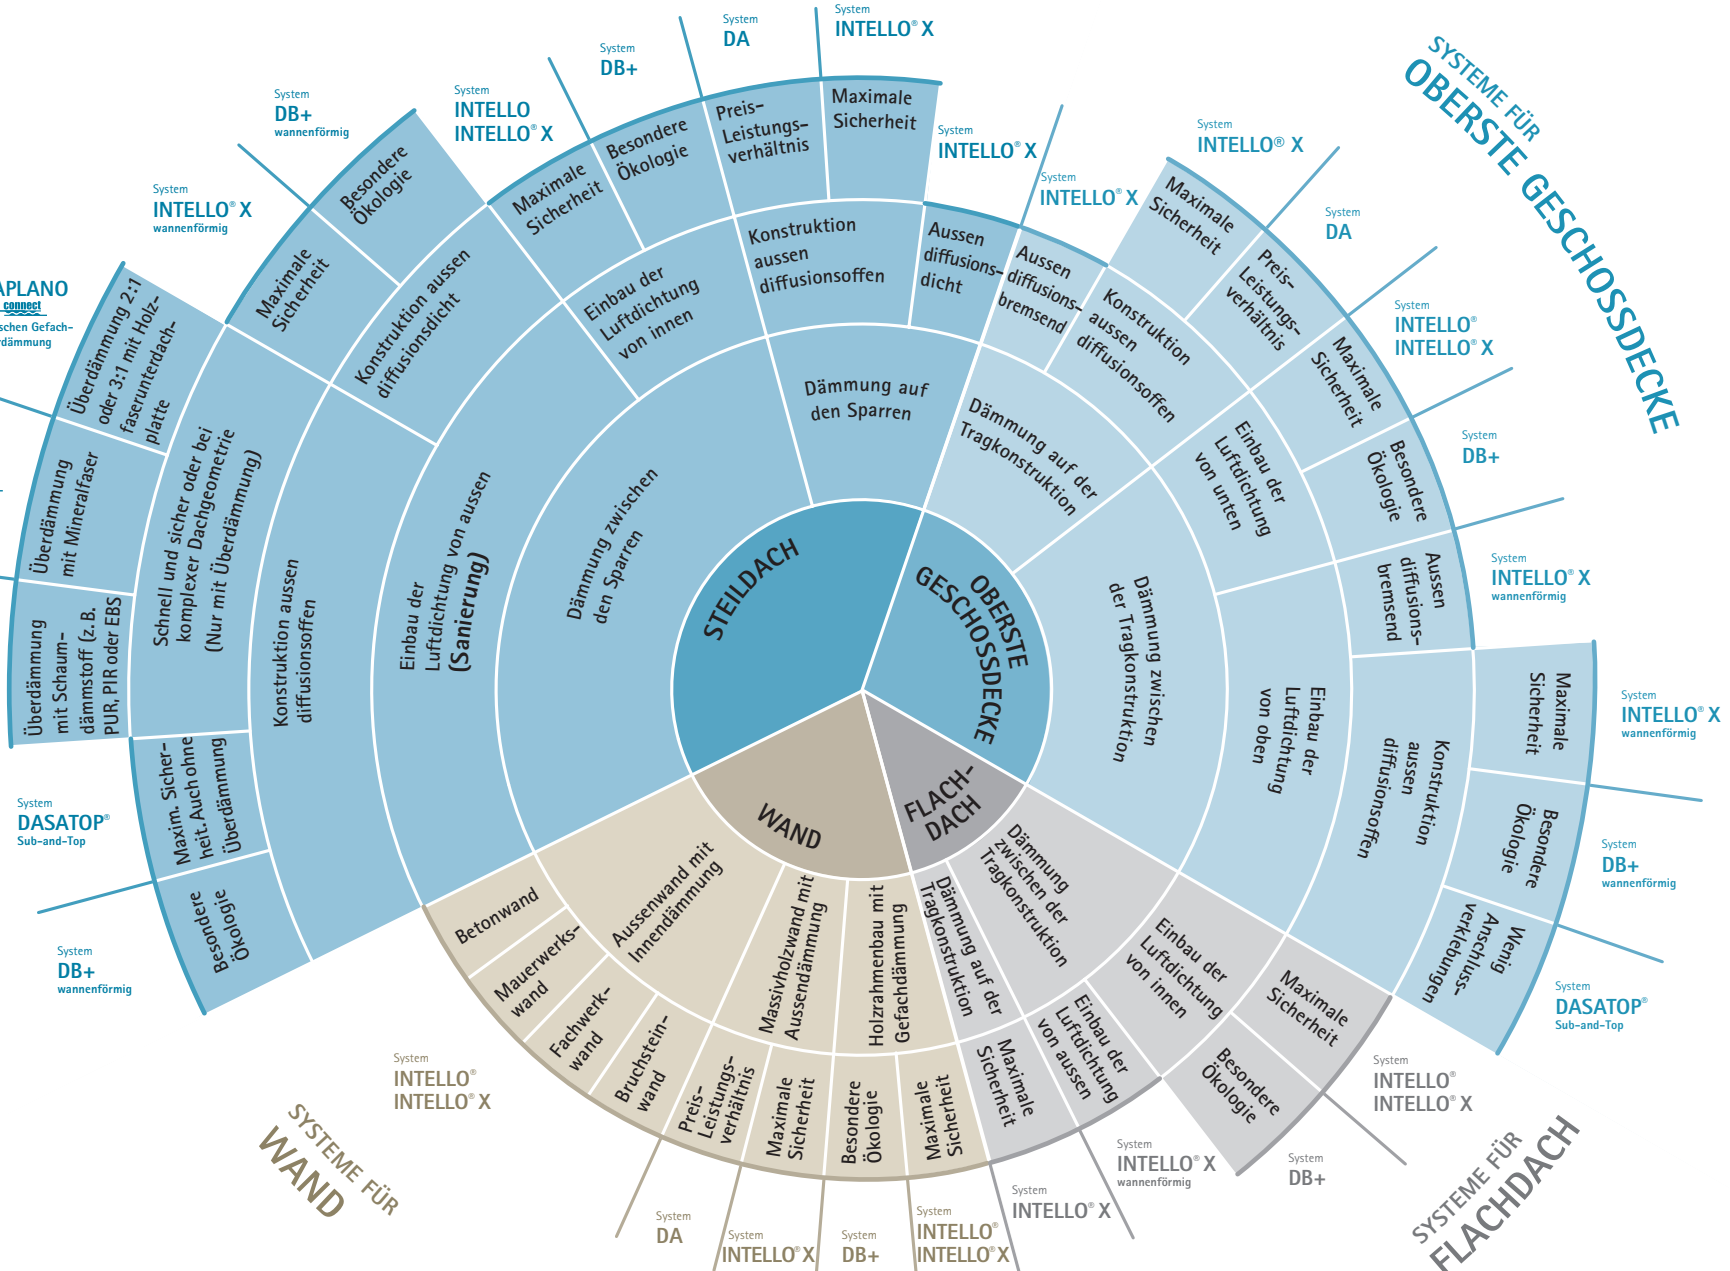 System
DA
System
INTELLO® X
System
DB+
System
INTELLO
INTELLO® X
System
DB+
wannenförmig
System
INTELLO® X
wannenförmig
APLANO
connect
schen Gefach-
rdämmung
System
DASATOP®
Sub-and-Top
System
DB+
wannenförmig
System
INTELLO® X
System
INTELLO® X
System
INTELLO® X
System
DA
System
INTELLO®
INTELLO® X
System
DB+
System
INTELLO® X
wannenförmig
System
INTELLO® X
wannenförmig
System
DB+
wannenförmig
System
DASATOP®
Sub-and-Top
SYSTEME FÜR
OBERSTE GESCHOSSDECKE
STEILDACH
Dämmung zwischen
den Sparren
Dämmung auf
den Sparren
Einbau der
Luftdichtung von aussen
(Sanierung)
Einbau der
Luftdichtung
von innen
Konstruktion
aussen
diffusionsoffen
Aussen
diffusions-
dicht
Konstruktion aussen
diffusionsoffen
Konstruktion aussen
diffusionsdicht
Maximale
Sicherheit
Besondere
Ökologie
Preis-
Leistungs-
verhältnis
Maximale
Sicherheit
Maximale
Sicherheit
Besondere
Ökologie
Schnell und sicher oder bei
komplexer Dachgeometrie
(Nur mit Überdämmung)
Überdämmung 2:1
oder 3:1 mit Holz-
faserunterdach-
platte
Überdämmung
mit Mineralfaser
Überdämmung
mit Schaum-
dämmstoff (z. B.
PUR, PIR oder EBS
Maxim. Sicher-
heit. Auch ohne
Überdämmung
Besondere
Ökologie
OBERSTE
GESCHOSSDECKE
Dämmung auf der
Tragkonstruktion
Dämmung zwischen
der Tragkonstruktion
Aussen
diffusions-
bremsend
Konstruktion
aussen
diffusionsoffen
Maximale
Sicherheit
Preis-
Leistungs-
verhältnis
Einbau der
Luftdichtung
von unten
Maximale
Sicherheit
Besondere
Ökologie
Einbau der
Luftdichtung
von oben
Aussen
diffusions-
bremsend
Konstruktion
aussen
diffusionsoffen
Maximale
Sicherheit
Besondere
Ökologie
Wenig
Anschluss-
verklebungen
FLACH-
DACH
Dämmung
zwischen der
Tragkonstruktion
Dämmung auf der
Tragkonstruktion
Einbau der
Luftdichtung
von innen
Einbau der
Luftdichtung
von aussen
Maximale
Sicherheit
Besondere
Ökologie
Maximale
Sicherheit
System
INTELLO®
INTELLO® X
System
DB+
System
INTELLO® X
wannenförmig
System
INTELLO® X
SYSTEME FÜR
FLACHDACH
WAND
Aussenwand mit
Innendämmung
Massivholzwand mit
Aussendämmung
Holzrahmenbau mit
Gefachdämmung
Betonwand
Mauerwerks-
wand
Fachwerk-
wand
Bruchstein-
wand
Preis-
Leistungs-
verhältnis
Maximale
Sicherheit
Besondere
Ökologie
Maximale
Sicherheit
System
INTELLO®
INTELLO® X
System
DA
System
INTELLO® X
System
DB+
System
INTELLO®
INTELLO® X
SYSTEME FÜR
WAND